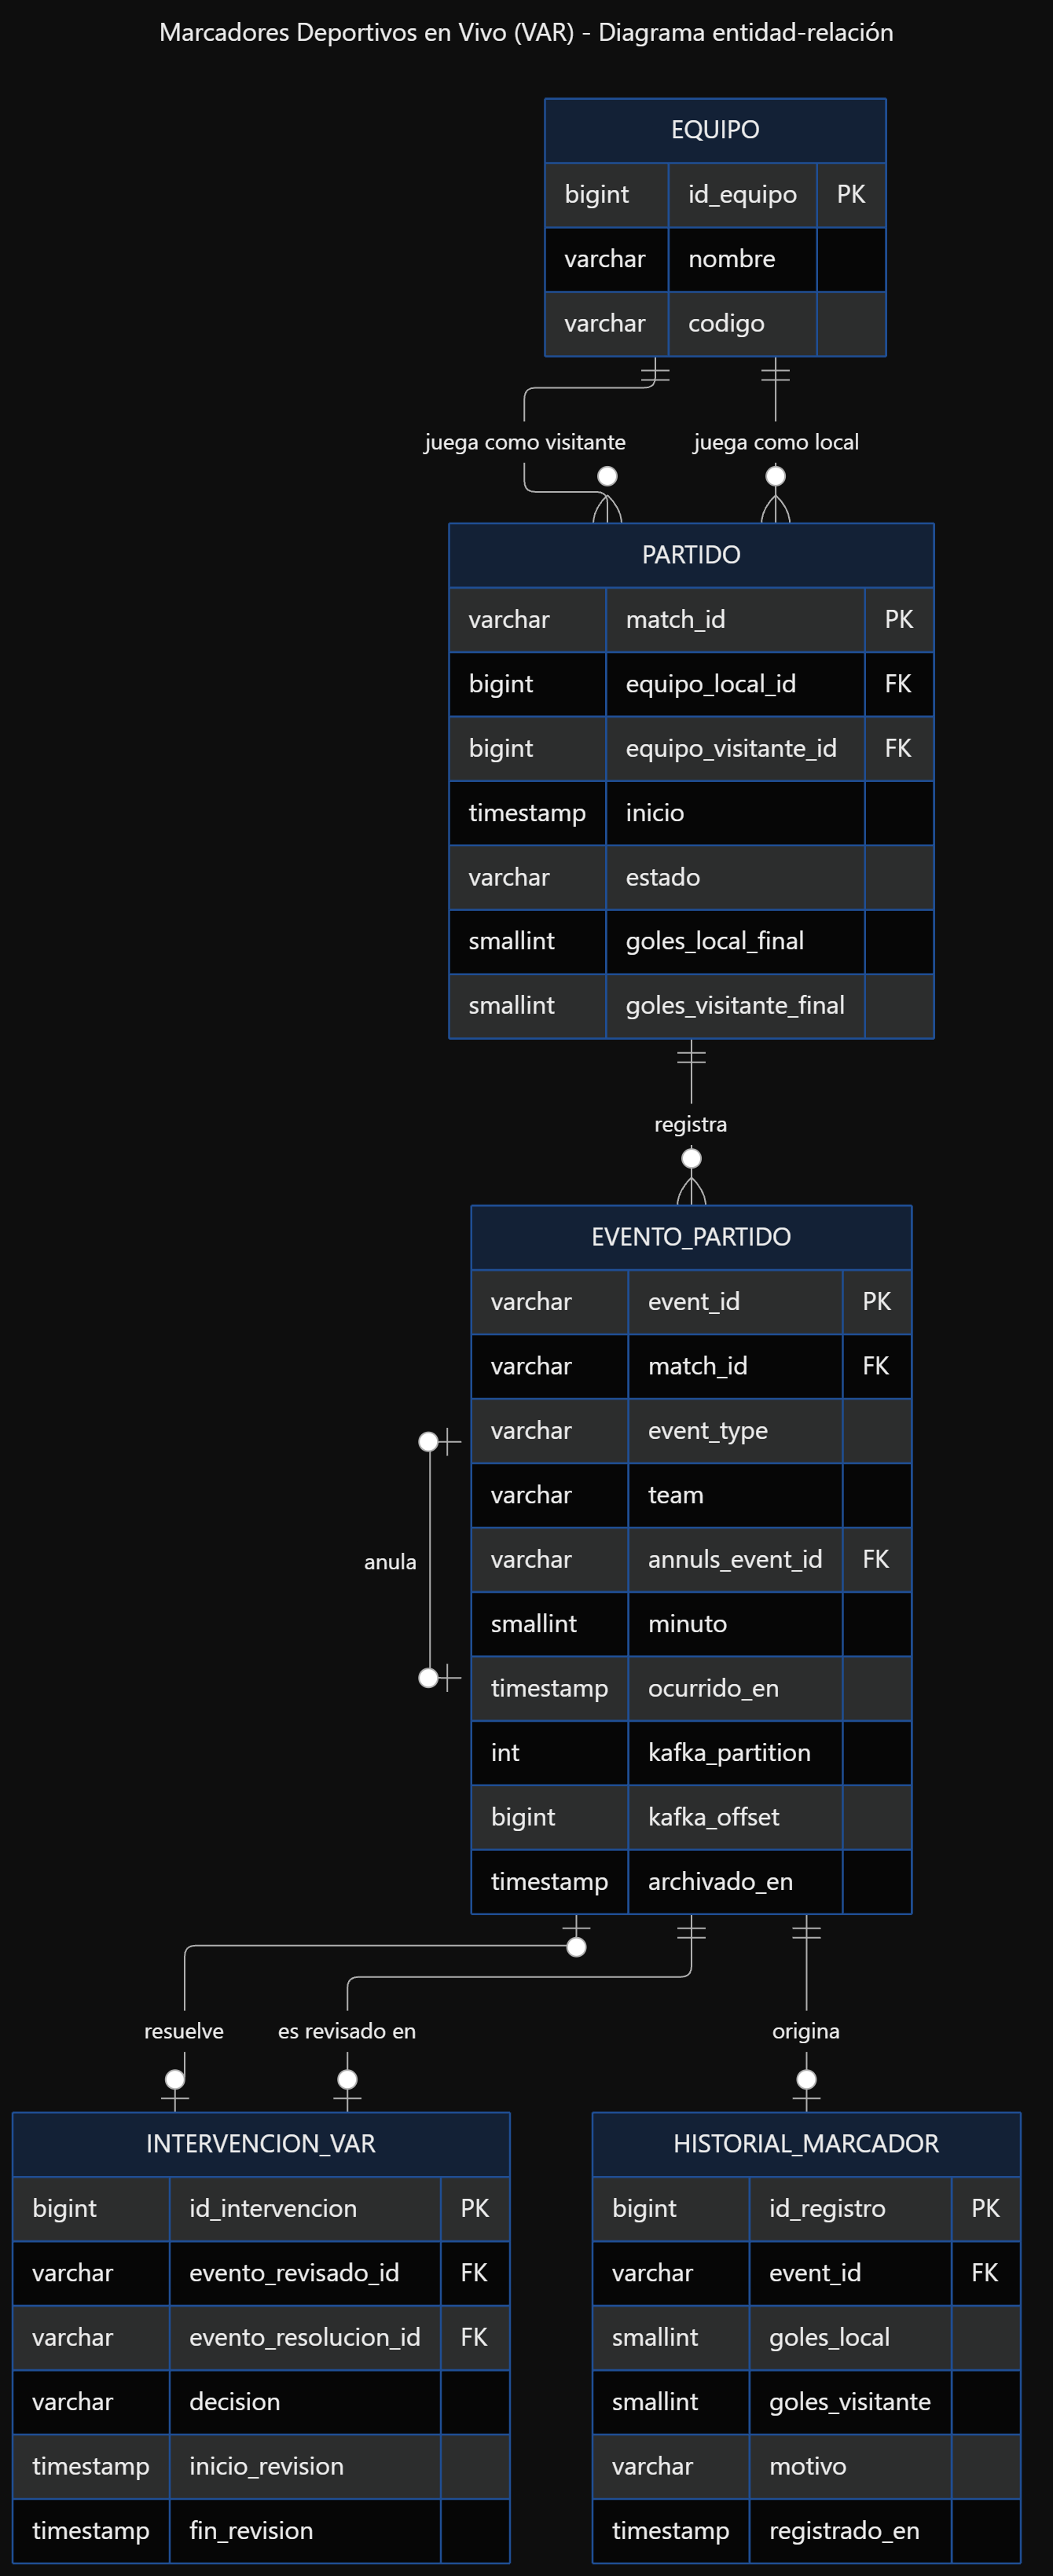 Marcadores Deportivos en Vivo (VAR) - Diagrama entidad-relación
EQUIPO
bigint id_equipo PK
varchar nombre
varchar codigo
juega como visitante
juega como local
PARTIDO
varchar match_id PK
bigint equipo_local_id FK
bigint equipo_visitante_id FK
timestamp inicio
varchar estado
smallint goles_local_final
smallint goles_visitante_final
registra
EVENTO_PARTIDO
varchar event_id PK
varchar match_id FK
varchar event_type
varchar team
varchar annuls_event_id FK
smallint minuto
timestamp ocurrido_en
int kafka_partition
bigint kafka_offset
timestamp archivado_en
anula
resuelve
es revisado en
origina
INTERVENCION_VAR
bigint id_intervencion PK
varchar evento_revisado_id FK
varchar evento_resolucion_id FK
varchar decision
timestamp inicio_revision
timestamp fin_revision
HISTORIAL_MARCADOR
bigint id_registro PK
varchar event_id FK
smallint goles_local
smallint goles_visitante
varchar motivo
timestamp registrado_en